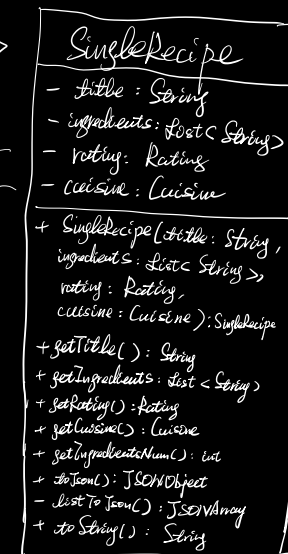 SingleRecipe
- title : String
- ingredients : List < String >
- rating : Rating
- cuisine : Cuisine
+ SingleRecipe (title : String,
ingredients : List < String >,
rating : Rating,
cuisine : Cuisine ) : SingleRecipe
+ getTitle() : String
+ getIngredients : List < String >
+ getRating() : Rating
+ getCuisine() : Cuisine
+ getIngredientsNum() : int
+ toJson() : JSONObject
- listToJson() : JSONArray
+ toString() : String